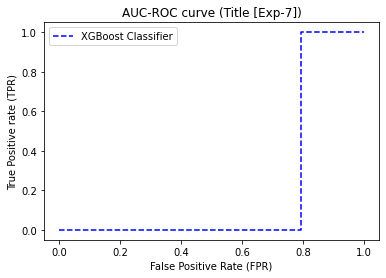 AUC-ROC curve (Title [Exp-7])
XGBoost Classifier
True Positive rate (TPR)
1.0
0.8
0.6
0.4
0.2
0.0
0.0 0.2 0.4 0.6 0.8 1.0
False Positive Rate (FPR)